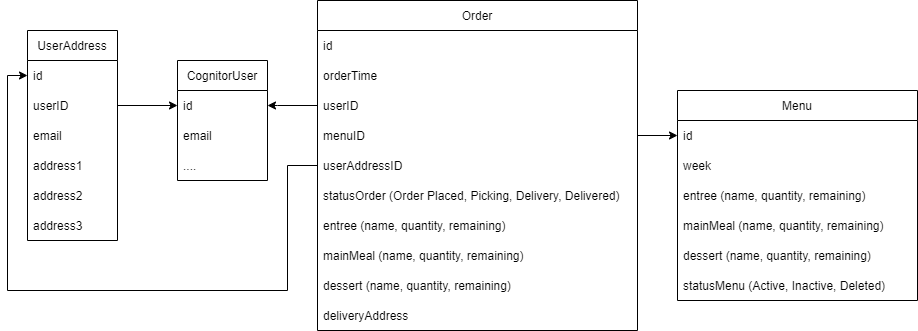 UserAddress
id
userID
email
address1
address2
address3
CognitorUser
id
email
....
Order
id
orderTime
userID
menuID
userAddressID
statusOrder (Order Placed, Picking, Delivery, Delivered)
entree (name, quantity, remaining)
mainMeal (name, quantity, remaining)
dessert (name, quantity, remaining)
deliveryAddress
Menu
id
week
entree (name, quantity, remaining)
mainMeal (name, quantity, remaining)
dessert (name, quantity, remaining)
statusMenu (Active, Inactive, Deleted)